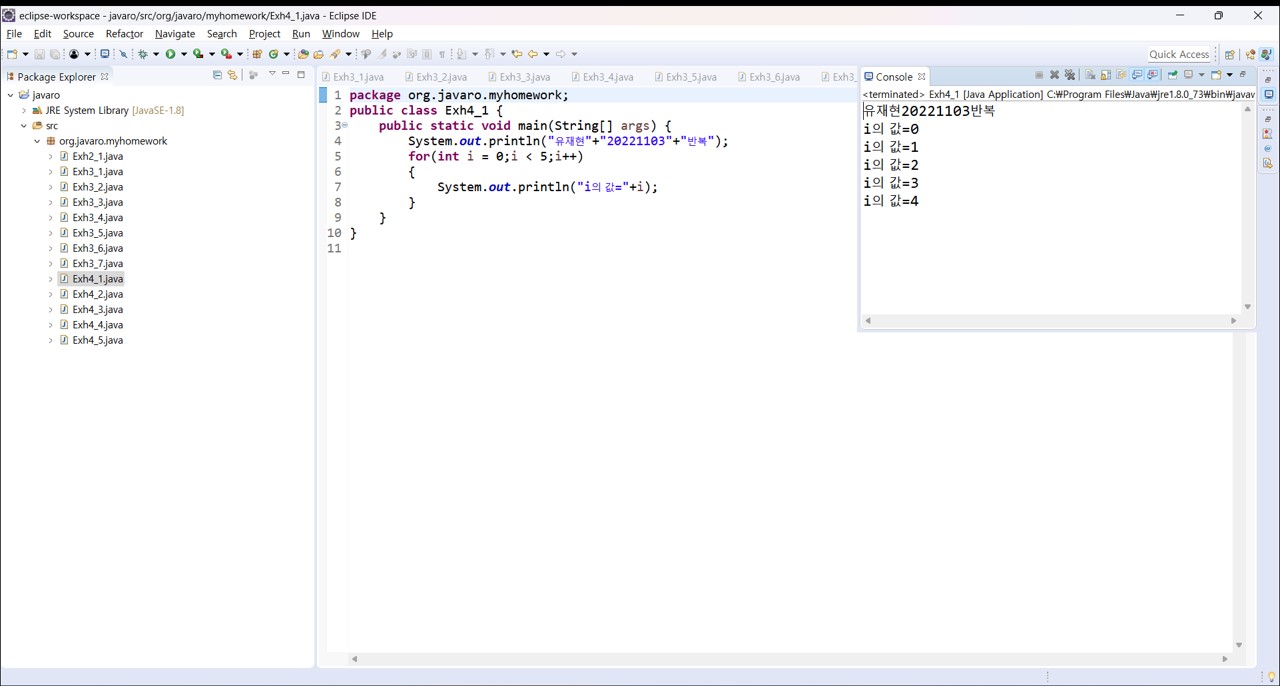 eclipse-workspace - javaro/src/org/javaro/myhomework/Exh4_1.java - Eclipse IDE
File Edit Source Refactor Navigate Search Project Run Window Help
Quick Access
Package Explorer
javaro
JRE System Library [JavaSE-1.8]
src
org.javaro.myhomework
Exh2_1.java
Exh3_1.java
Exh3_2.java
Exh3_3.java
Exh3_4.java
Exh3_5.java
Exh3_6.java
Exh3_7.java
Exh4_1.java
Exh4_2.java
Exh4_3.java
Exh4_4.java
Exh4_5.java
Exh3_1.java Exh3_2.java Exh3_3.java Exh3_4.java Exh3_5.java Exh3_6.java Exh3_
1 package org.javaro.myhomework;
2 public class Exh4_1 {
3 public static void main(String[] args) {
4 System.out.println("유재현"+"20221103"+"반복");
5 for(int i = 0;i < 5;i++)
6 {
7 System.out.println("i의 값="+i);
8 }
9 }
10 }
11
Console
<terminated> Exh4_1 [Java Application] C:₩Program Files₩Java₩jre1.8.0_73₩bin₩javaw
유재현20221103반복
i의 값=0
i의 값=1
i의 값=2
i의 값=3
i의 값=4